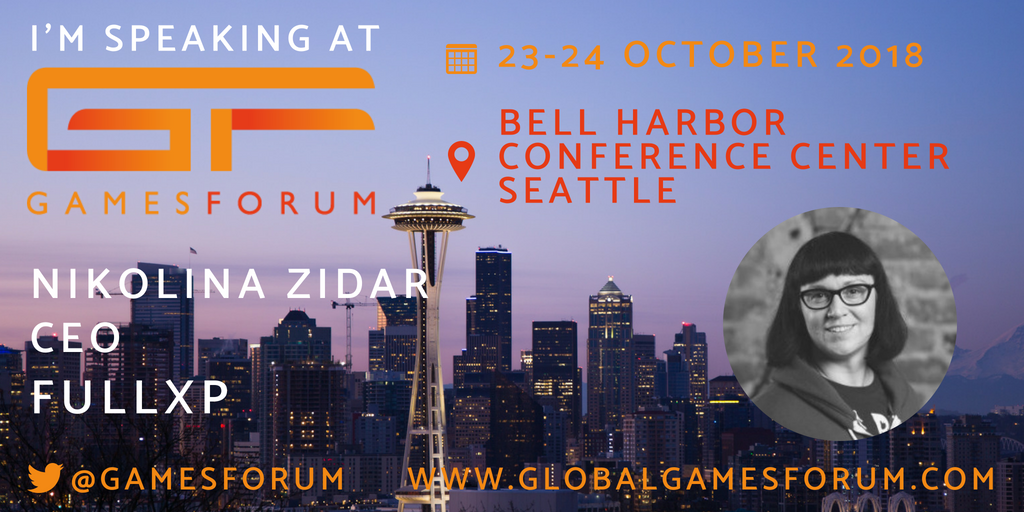 I'M SPEAKING AT
GF
GAMESFORUM
23-24 OCTOBER 2018
BELL HARBOR
CONFERENCE CENTER
SEATTLE
NIKOLINA ZIDAR
CEO
FULLXP
@GAMESFORUM
WWW.GLOBALGAMESFORUM.COM